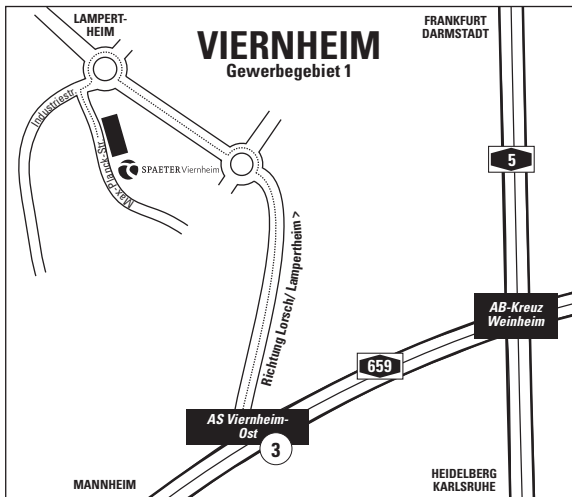 LAMPERT-
HEIM
VIERNHEIM
Gewerbegebiet 1
FRANKFURT
DARMSTADT
Industriestr.
Max-Planck-Str.
SPAETER Viernheim
5
Richtung Lorsch/ Lampertheim >
AB-Kreuz
Weinheim
659
AS Viernheim-
Ost
3
MANNHEIM
HEIDELBERG
KARLSRUHE